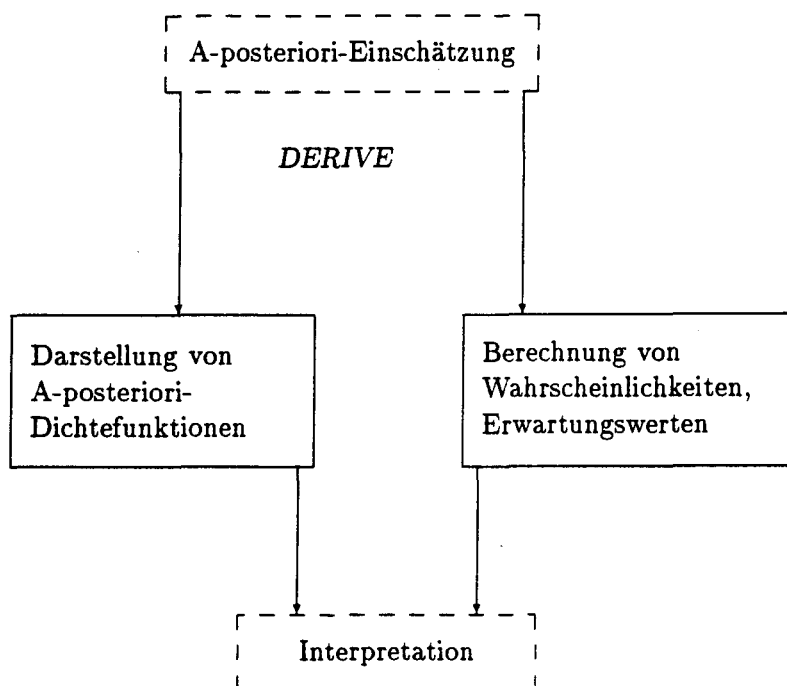 A-posteriori-Einschätzung
DERIVE
Darstellung von
A-posteriori-
Dichtefunktionen
Berechnung von
Wahrscheinlichkeiten,
Erwartungswerten
Interpretation